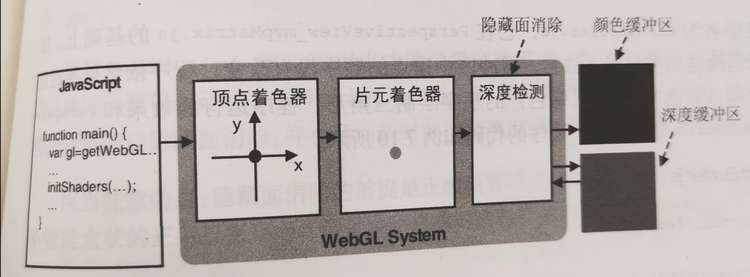 隐藏面消除
颜色缓冲区
JavaScript
function main() {
var gl=getWebGL..
...
initShaders(...);
...
}
顶点着色器
y
x
片元着色器
深度检测
深度缓冲区
WebGL System